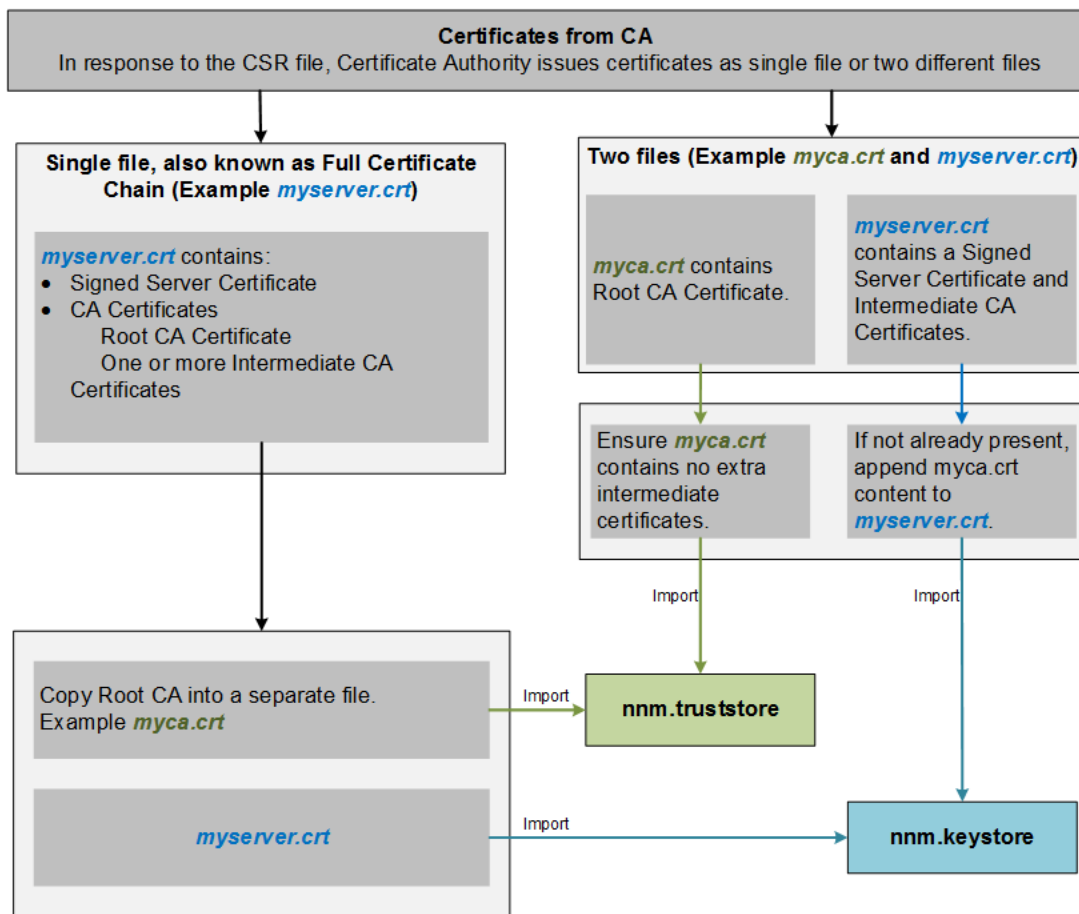 Certificates from CA
In response to the CSR file, Certificate Authority issues certificates as single file or two different files
Single file, also known as Full Certificate
Chain (Example myserver.crt)
myserver.crt contains:
• Signed Server Certificate
• CA Certificates
Root CA Certificate
One or more Intermediate CA
Certificates
Two files (Example myca.crt and myserver.crt)
myca.crt contains
Root CA Certificate.
myserver.crt
contains a Signed
Server Certificate and
Intermediate CA
Certificates.
Ensure myca.crt
contains no extra
intermediate
certificates.
If not already present,
append myca.crt
content to
myserver.crt.
Import
Import
Copy Root CA into a separate file.
Example myca.crt
Import
nnm.truststore
myserver.crt
Import
nnm.keystore